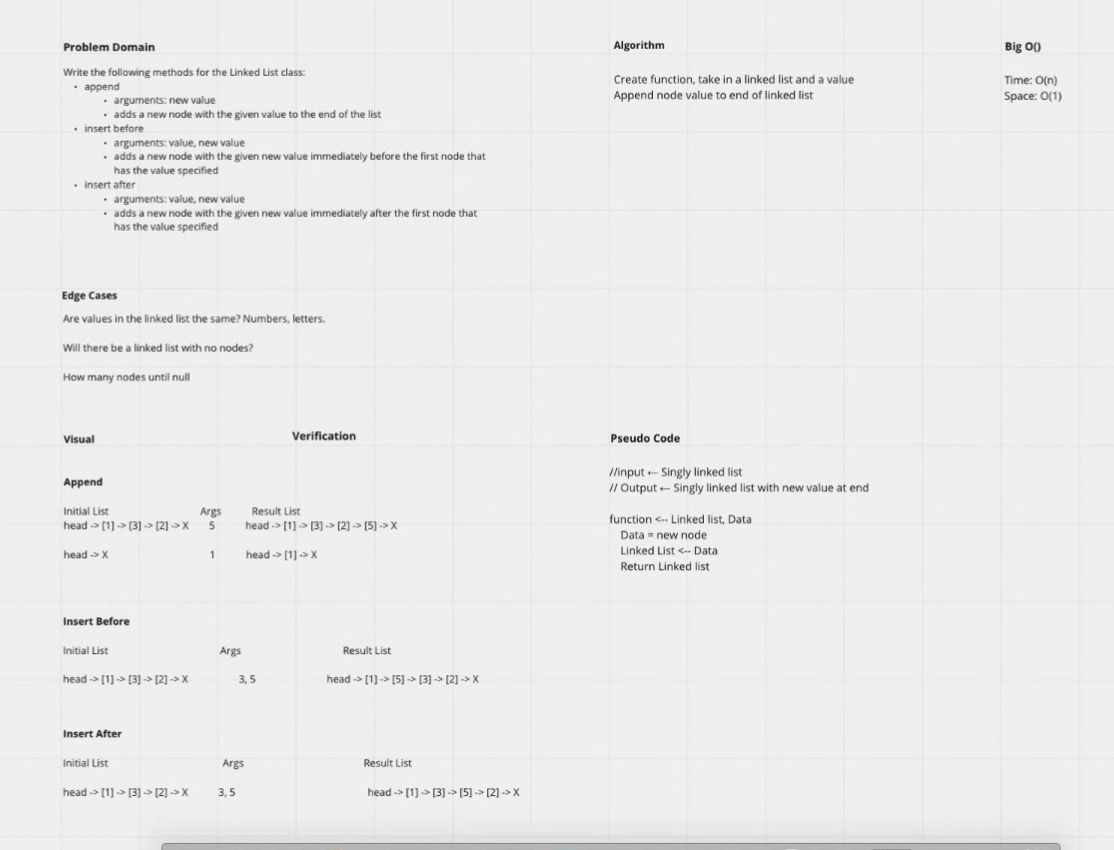 Problem Domain
Write the following methods for the Linked List class:
• append
• arguments: new value
• adds a new node with the given value to the end of the list
• insert before
• arguments: value, new value
• adds a new node with the given new value immediately before the first node that
has the value specified
• insert after
• arguments: value, new value
• adds a new node with the given new value immediately after the first node that
has the value specified
Algorithm
Create function, take in a linked list and a value
Append node value to end of linked list
Big O()
Time: O(n)
Space: O(1)
Edge Cases
Are values in the linked list the same? Numbers, letters.
Will there be a linked list with no nodes?
How many nodes until null
Visual Verification
Append
Initial List Args Result List
head -> [1] -> [3] -> [2] -> X 5 head -> [1] -> [3] -> [2] -> [5] -> X
head -> X 1 head -> [1] -> X
Insert Before
Initial List Args Result List
head -> [1] -> [3] -> [2] -> X 3, 5 head -> [1] -> [5] -> [3] -> [2] -> X
Insert After
Initial List Args Result List
head -> [1] -> [3] -> [2] -> X 3, 5 head -> [1] -> [3] -> [5] -> [2] -> X
Pseudo Code
//input ← Singly linked list
// Output ← Singly linked list with new value at end
function <-- Linked list, Data
Data = new node
Linked List <-- Data
Return Linked list